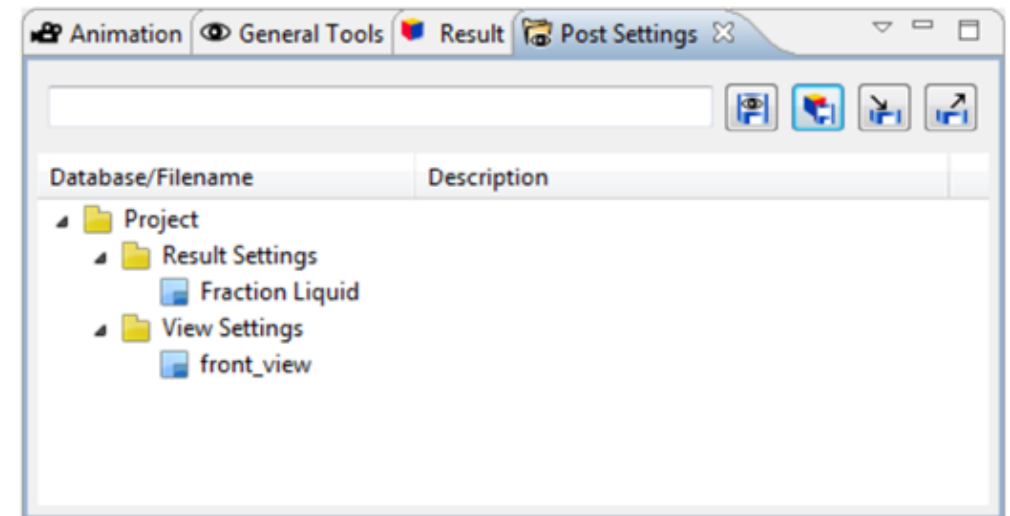 Animation General Tools Result Post Settings
Database/Filename Description
Project
Result Settings
Fraction Liquid
View Settings
front_view